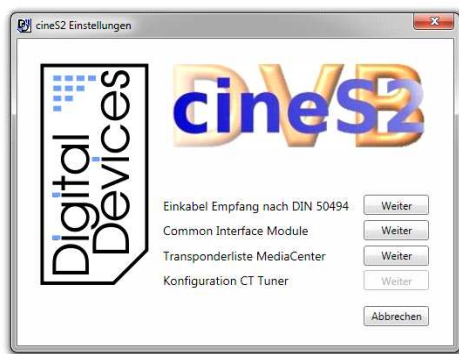 cineS2 Einstellungen
Digital
Devices
DVB
cineS2
Einkabel Empfang nach DIN 50494 Weiter
Common Interface Module Weiter
Transponderliste MediaCenter Weiter
Konfiguration CT Tuner Weiter
Abbrechen